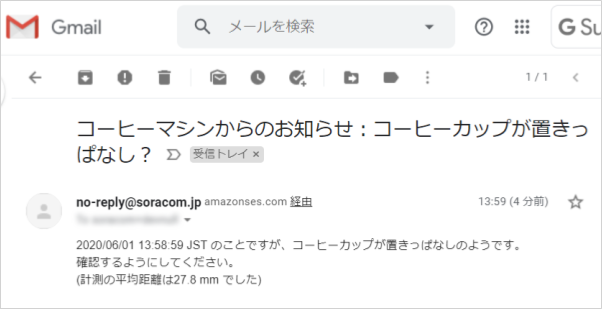 Gmail
メールを検索
G Su
1 / 1
コーヒーマシンからのお知らせ：コーヒーカップが置きっ
ぱなし？ 受信トレイ ×
no-reply@soracom.jp amazonses.com 経由
13:59 (4 分前)
2020/06/01 13:58:59 JST のことですが、コーヒーカップが置きっぱなしのようです。
確認するようにしてください。
(計測の平均距離は27.8 mm でした)